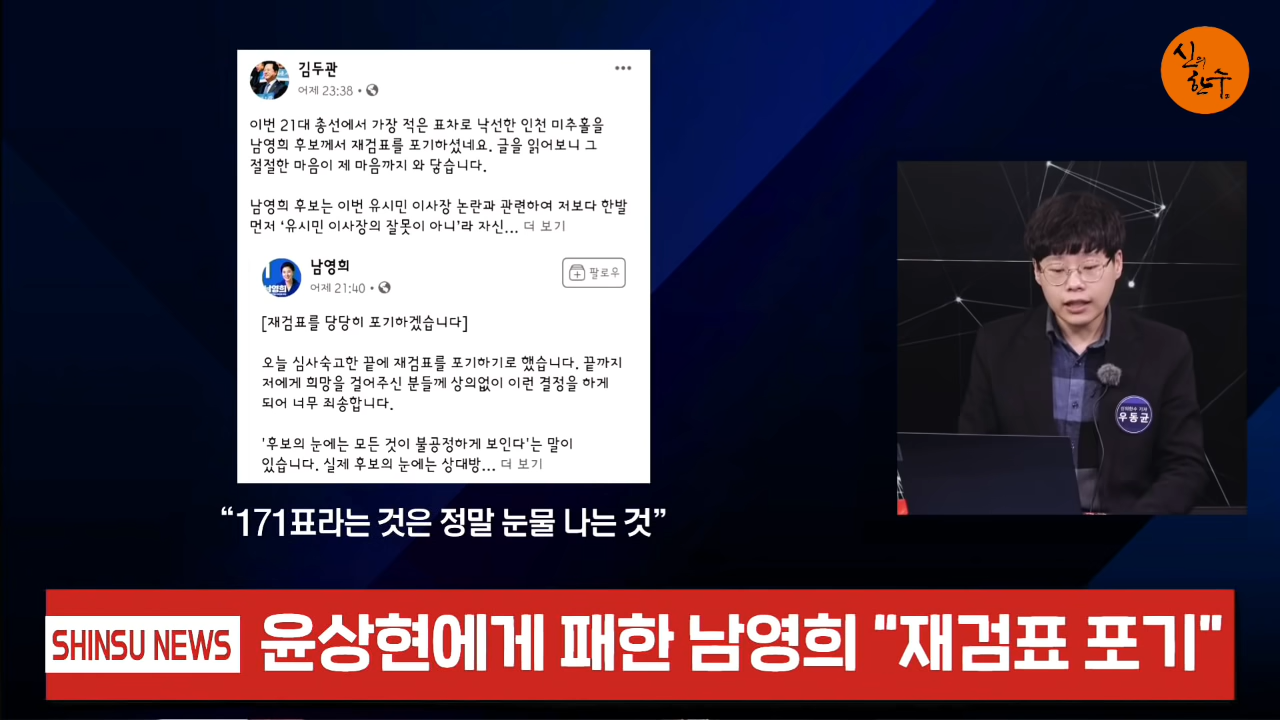 신의
한수
김두관
어제 23:38
이번 21대 총선에서 가장 적은 표차로 낙선한 인천 미추홀을
남영희 후보께서 재검표를 포기하셨네요. 글을 읽어보니 그
절절한 마음이 제 마음까지 와 닿습니다.
남영희 후보는 이번 유시민 이사장 논란과 관련하여 저보다 한발
먼저 ‘유시민 이사장의 잘못이 아니’라 자신... 더 보기
남영희
어제 21:40
팔로우
[재검표를 당당히 포기하겠습니다]
오늘 심사숙고한 끝에 재검표를 포기하기로 했습니다. 끝까지
저에게 희망을 걸어주신 분들께 상의없이 이런 결정을 하게
되어 너무 죄송합니다.
'후보의 눈에는 모든 것이 불공정하게 보인다'는 말이
있습니다. 실제 후보의 눈에는 상대방... 더 보기
신의한수 기자
우동균
“171표라는 것은 정말 눈물 나는 것”
SHINSU NEWS 윤상현에게 패한 남영희 "재검표 포기"